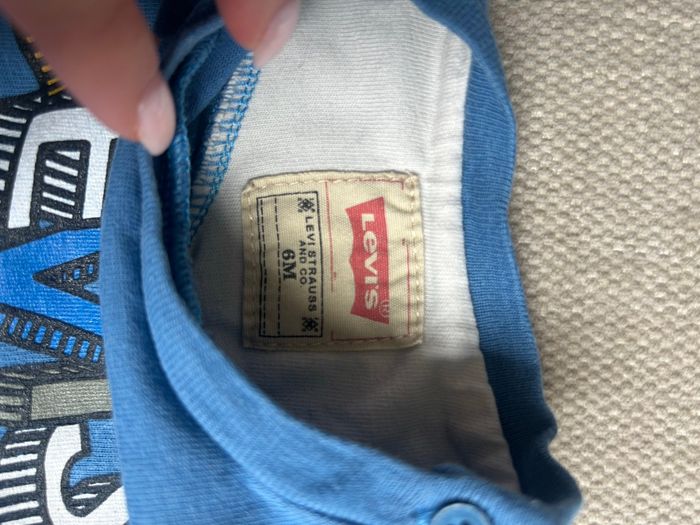 LEVI'S ®
LEVI STRAUSS
AND CO.
6M